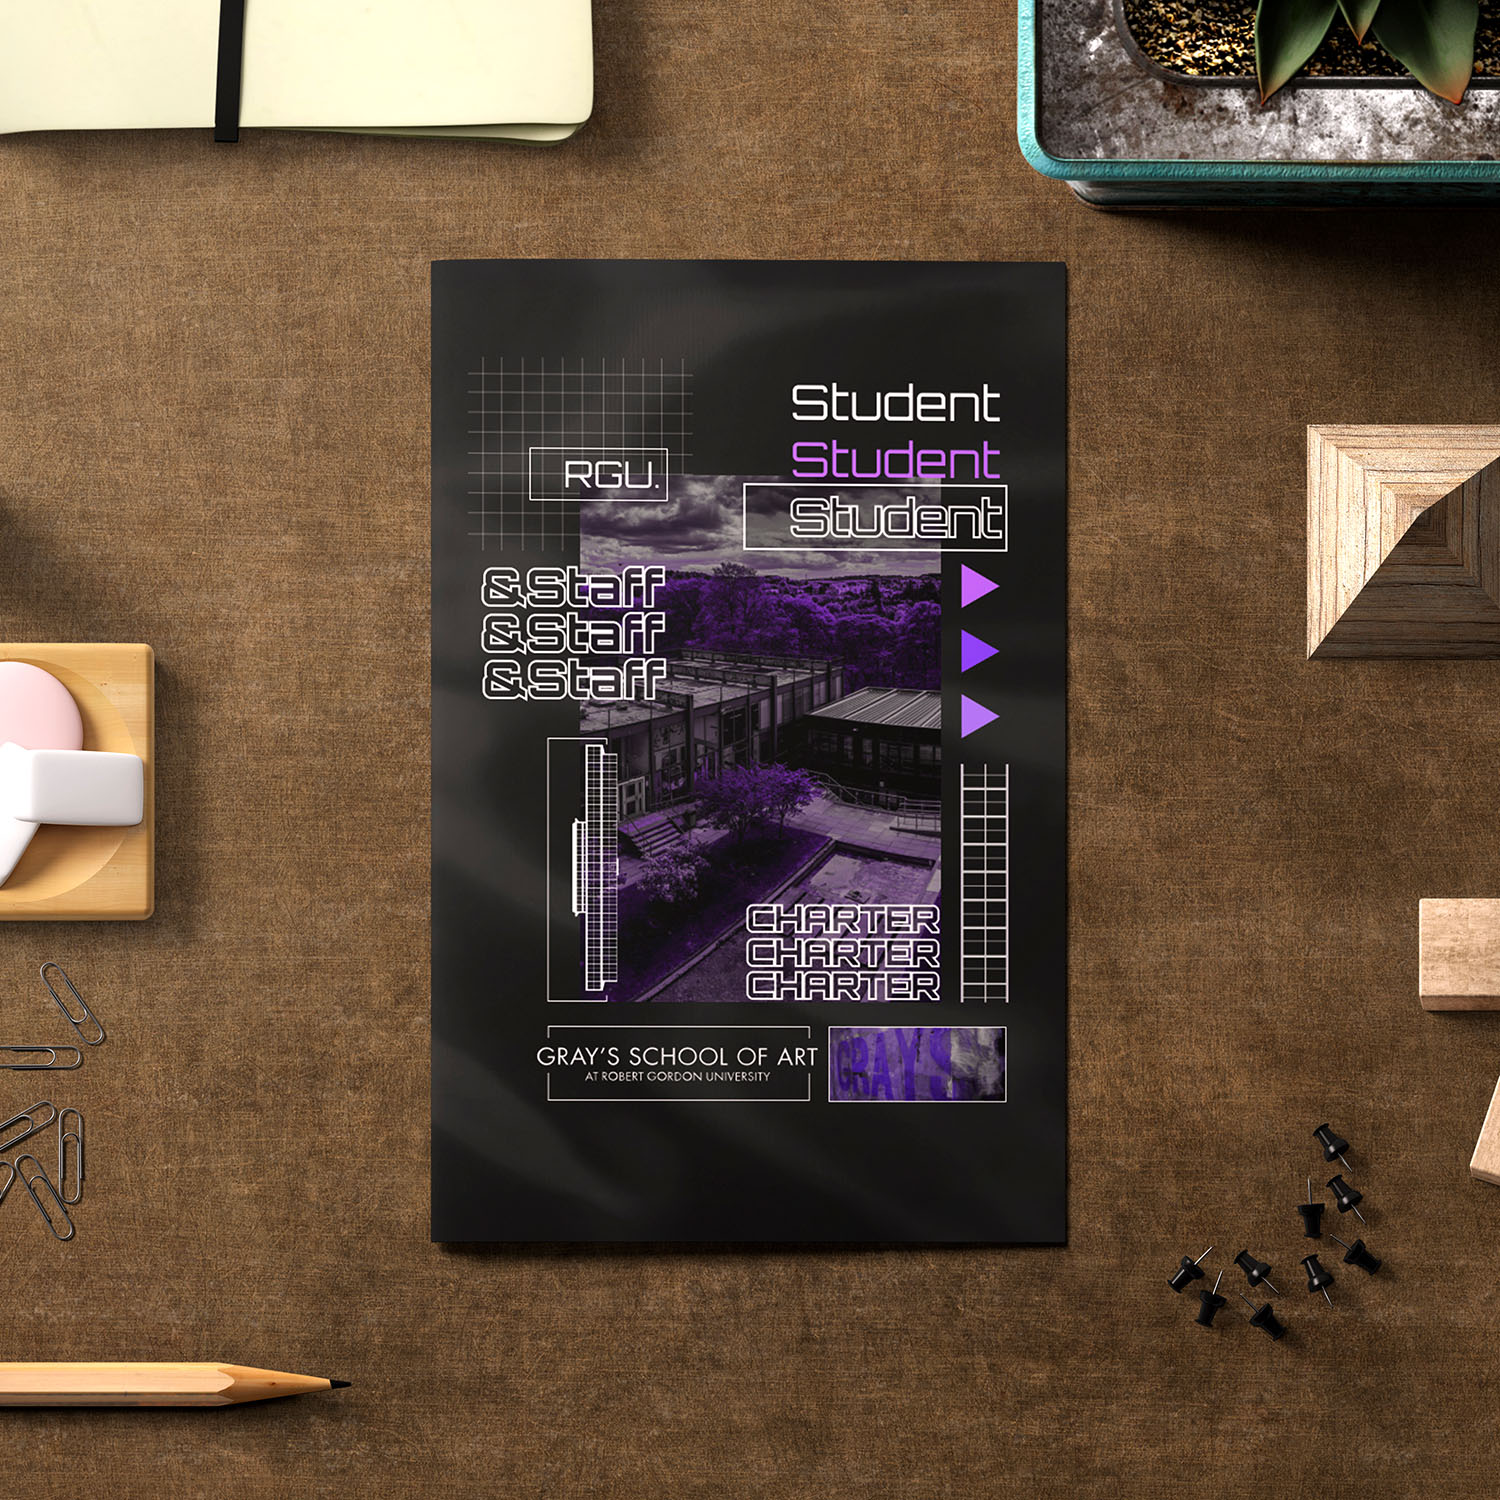 Student
Student
RGU.
Student
&Staff
&Staff
&Staff
CHARTER
CHARTER
CHARTER
GRAY'S SCHOOL OF ART
AT ROBERT GORDON UNIVERSITY
GRAYS